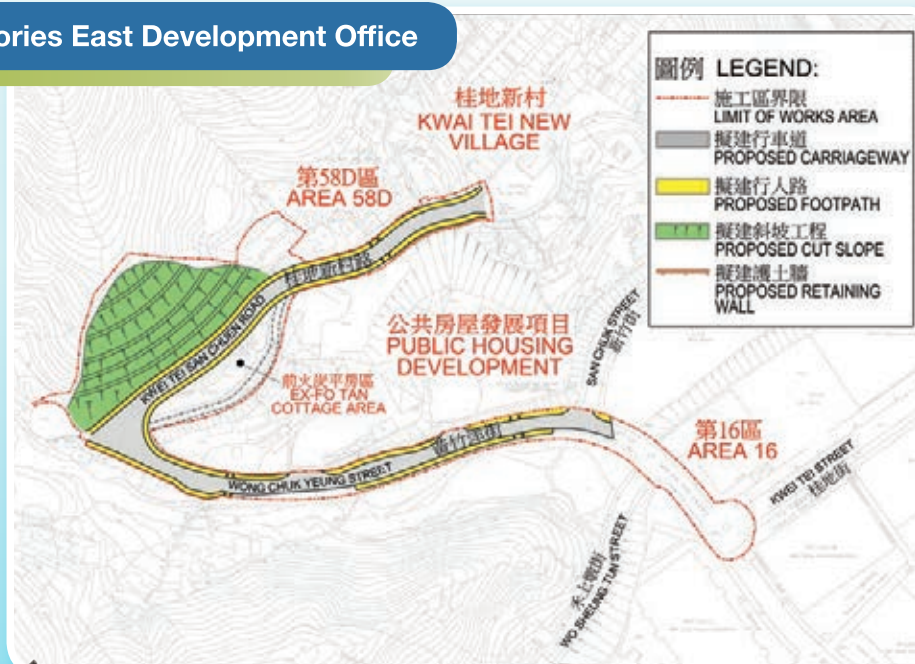 ories East Development Office
圖例 LEGEND:
施工區界限
LIMIT OF WORKS AREA
擬建行車道
PROPOSED CARRIAGEWAY
擬建行人路
PROPOSED FOOTPATH
擬建斜坡工程
PROPOSED CUT SLOPE
擬建護土牆
PROPOSED RETAINING
WALL
桂地新村
KWAI TEI NEW
VILLAGE
第58D區
AREA 58D
桂地新村路
KWEI TEI SAN CHUEN ROAD
公共房屋發展項目
PUBLIC HOUSING
DEVELOPMENT
SAN CHUK STREET
前火炭平房區
EX-FO TAN
COTTAGE AREA
黃竹洋街
WONG CHUK YEUNG STREET
第16區
AREA 16
KWEI TEI STREET
桂地街
禾上墩街
WO SHEUNG TUN STREET